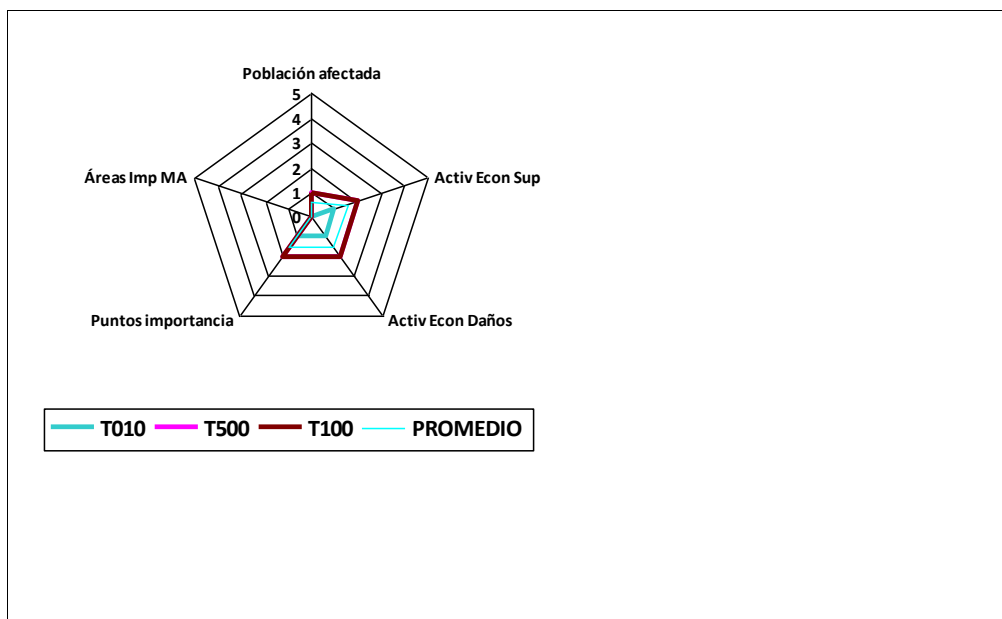 Población afectada
5
4
3
2
1
0
Áreas Imp MA
Activ Econ Sup
Puntos importancia
Activ Econ Daños
T010 T500 T100 PROMEDIO